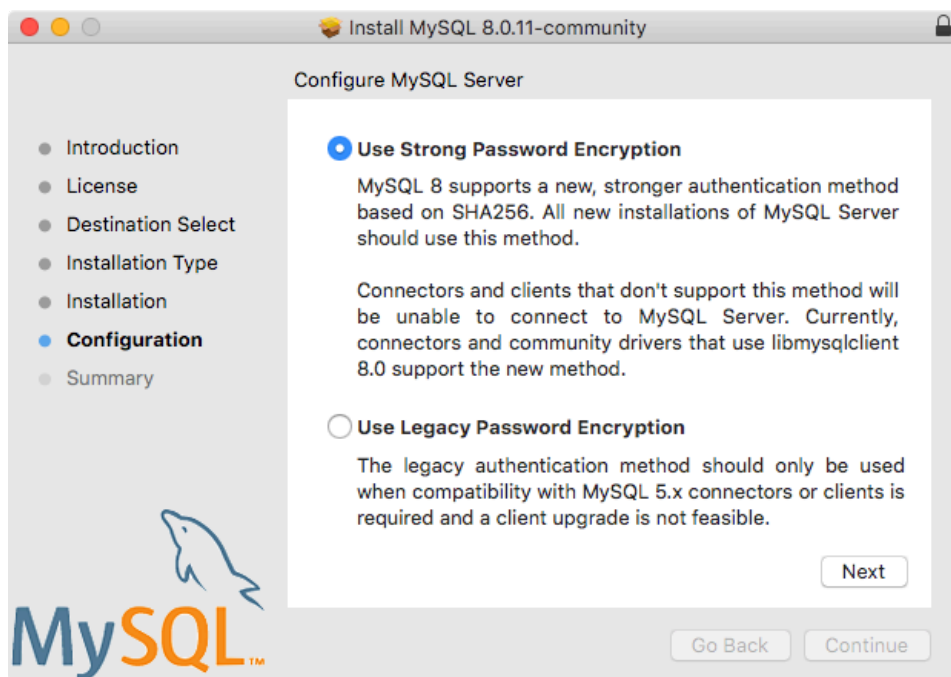 Install MySQL 8.0.11-community
Configure MySQL Server
Introduction
License
Destination Select
Installation Type
Installation
Configuration
Summary
Use Strong Password Encryption
MySQL 8 supports a new, stronger authentication method
based on SHA256. All new installations of MySQL Server
should use this method.
Connectors and clients that don't support this method will
be unable to connect to MySQL Server. Currently,
connectors and community drivers that use libmysqlclient
8.0 support the new method.
Use Legacy Password Encryption
The legacy authentication method should only be used
when compatibility with MySQL 5.x connectors or clients is
required and a client upgrade is not feasible.
Next
MySQL™
Go Back
Continue